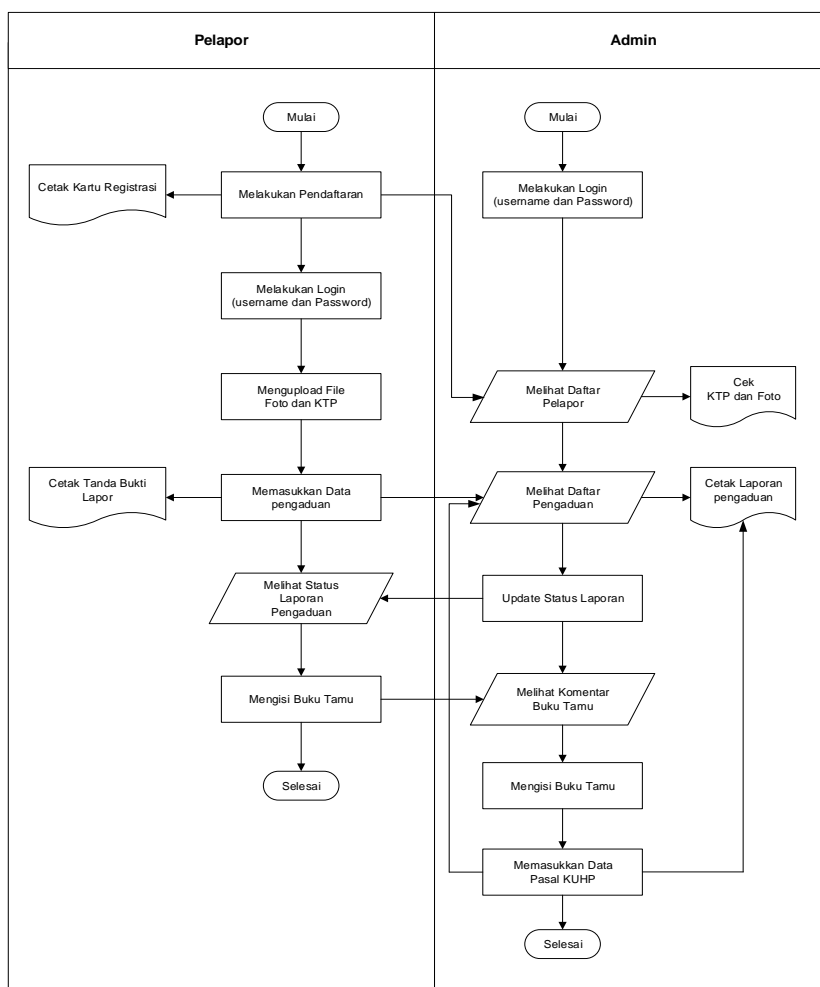 Pelapor
Admin
Mulai
Mulai
Cetak Kartu Registrasi
Melakukan Pendaftaran
Melakukan Login
(username dan Password)
Melakukan Login
(username dan Password)
Mengupload File
Foto dan KTP
Melihat Daftar
Pelapor
Cek
KTP dan Foto
Cetak Tanda Bukti
Lapor
Memasukkan Data
pengaduan
Melihat Daftar
Pengaduan
Cetak Laporan
pengaduan
Melihat Status
Laporan
Pengaduan
Update Status Laporan
Mengisi Buku Tamu
Melihat Komentar
Buku Tamu
Selesai
Mengisi Buku Tamu
Memasukkan Data
Pasal KUHP
Selesai